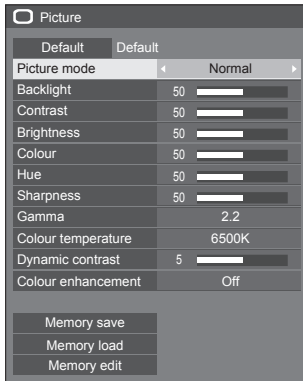 Picture
Default Default
Picture mode Normal
Backlight 50
Contrast 50
Brightness 50
Colour 50
Hue 50
Sharpness 50
Gamma 2.2
Colour temperature 6500K
Dynamic contrast 5
Colour enhancement Off
Memory save
Memory load
Memory edit